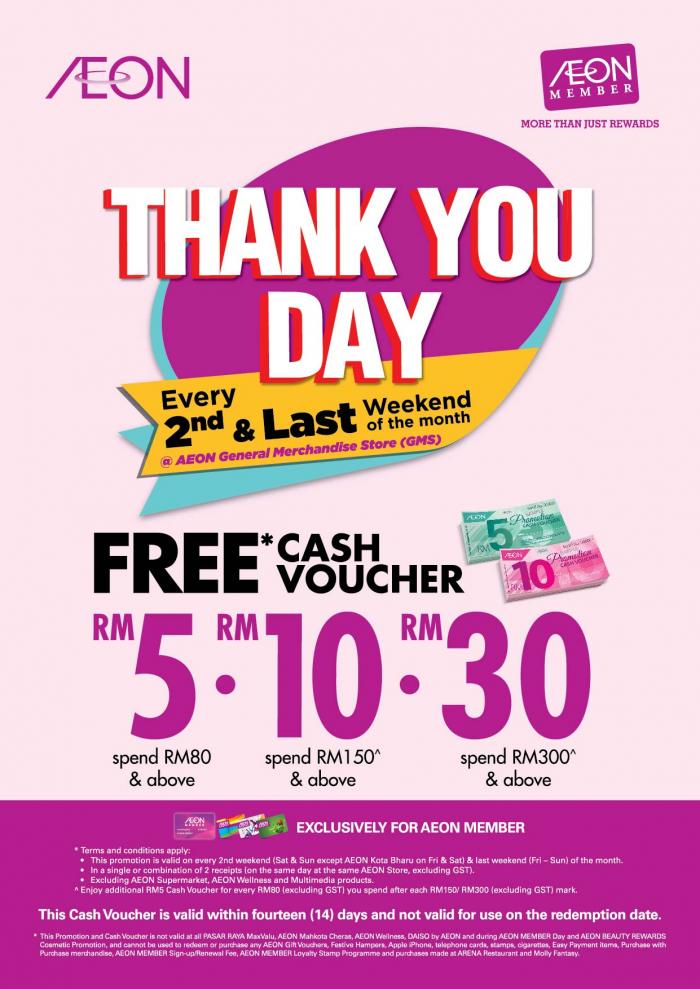 ÆON
ÆON
MEMBER
MORE THAN JUST REWARDS
THANK YOU
DAY
Every
2nd & Last Weekend
of the month
@ AEON General Merchandise Store (GMS)
FREE* CASH
VOUCHER
ÆON
RM5 Promotion
CASH VOUCHER
ÆON
10 Promotion
CASH VOUCHER
RM5 · RM10 · RM30
spend RM80
& above
spend RM150^
& above
spend RM300^
& above
ÆON
MEMBER
EXCLUSIVELY FOR AEON MEMBER
* Terms and conditions apply:
• This promotion is valid on every 2nd weekend (Sat & Sun except AEON Kota Bharu on Fri & Sat) & last weekend (Fri – Sun) of the month.
• In a single or combination of 2 receipts (on the same day at the same AEON Store, excluding GST).
• Excluding AEON Supermarket, AEON Wellness and Multimedia products.
^ Enjoy additional RM5 Cash Voucher for every RM80 (excluding GST) you spend after each RM150/ RM300 (excluding GST) mark.
This Cash Voucher is valid within fourteen (14) days and not valid for use on the redemption date.
* This Promotion and Cash Voucher is not valid at all PASAR RAYA MaxValu, AEON Mahkota Cheras, AEON Wellness, DAISO by AEON and during AEON MEMBER Day and AEON BEAUTY REWARDS
Cosmetic Promotion, and cannot be used to redeem or purchase any AEON Gift Vouchers, Festive Hampers, Apple iPhone, telephone cards, stamps, cigarettes, Easy Payment items, Purchase with
Purchase merchandise, AEON MEMBER Sign-up/Renewal Fee, AEON MEMBER Loyalty Stamp Programme and purchases made at ARENA Restaurant and Molly Fantasy.